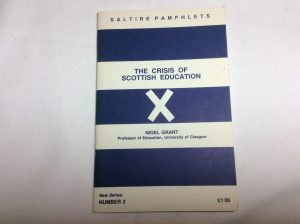 SALTIRE PAMPHLETS
THE CRISIS OF
SCOTTISH EDUCATION
NIGEL GRANT
Professor of Education, University of Glasgow
New Series:
NUMBER 2
£1·00